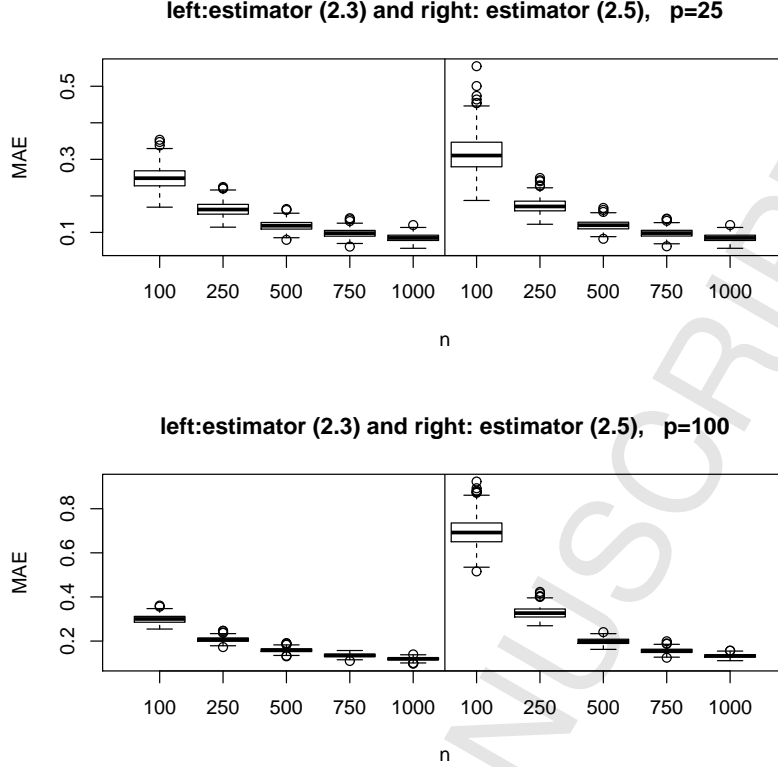 left:estimator (2.3) and right: estimator (2.5), p=25
MAE
0.5
0.3
0.1
100 250 500 750 1000 100 250 500 750 1000
n
left:estimator (2.3) and right: estimator (2.5), p=100
MAE
0.8
0.6
0.4
0.2
100 250 500 750 1000 100 250 500 750 1000
n
NUSCRIP